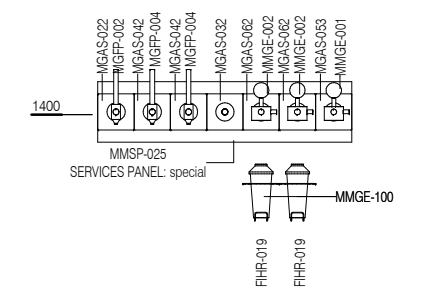 MGAS-022
MGFP-002
MGAS-042
MGFP-004
MGAS-042
MGFP-004
MGAS-032
MGAS-062
MMGE-002
MGAS-062
MMGE-002
MGAS-053
MMGE-001
1400
MMSP-025
SERVICES PANEL: special
MMGE-100
FIHR-019
FIHR-019